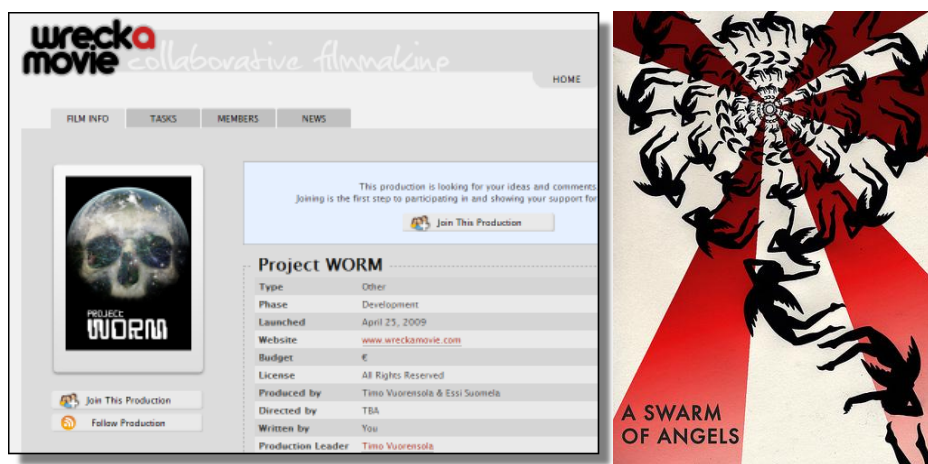 wreckamovie
collaborative filmmaking
HOME
FILM INFO TASKS MEMBERS NEWS
This production is looking for your ideas and comments
Joining is the first step to participating in and showing your support for
Join This Production
PROJECT
WORM
Project WORM
Type Other
Phase Development
Launched April 25, 2009
Website www.wreckamovie.com
Budget €
License All Rights Reserved
Produced by Timo Vuorensola & Essi Suomela
Directed by TBA
Written by You
Production Leader Timo Vuorensola
Join This Production
Follow Production
A SWARM
OF ANGELS